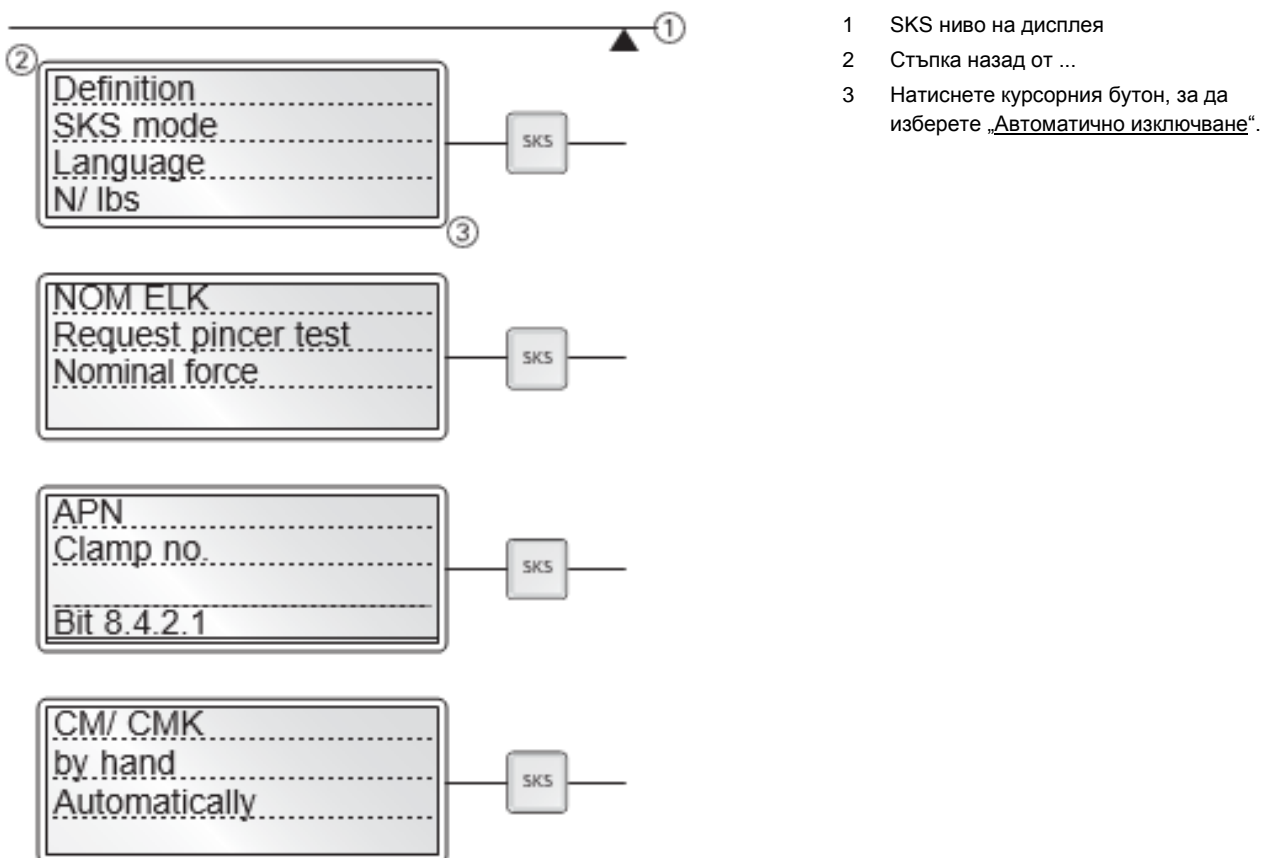 ①
1 SKS ниво на дисплея
2 Стъпка назад от ...
3 Натиснете курсорния бутон, за да
изберете „Автоматично изключване“.
②
Definition
SKS mode
Language
N/ lbs
SKS
③
NOM ELK
Request pincer test
Nominal force
SKS
APN
Clamp no.
Bit 8.4.2.1
SKS
CM/ CMK
by hand
Automatically
SKS